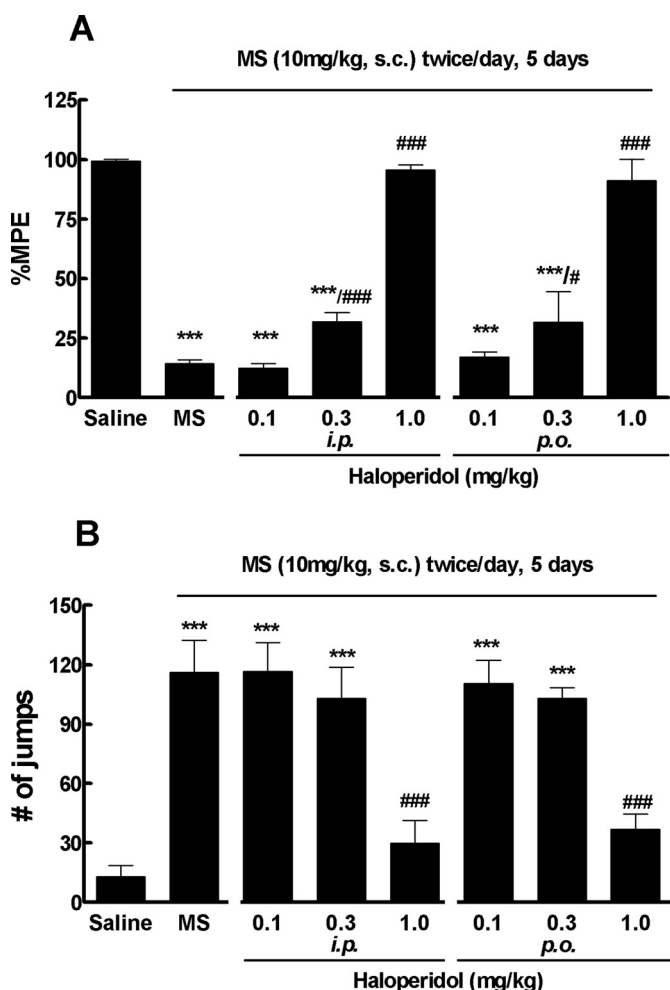 A
MS (10mg/kg, s.c.) twice/day, 5 days
125
100
75
50
25
0
%MPE
###
###
***
***
***/###
***
***/#
Saline MS 0.1 0.3 1.0 0.1 0.3 1.0
i.p. p.o.
Haloperidol (mg/kg)
B
MS (10mg/kg, s.c.) twice/day, 5 days
150
120
90
60
30
0
# of jumps
***
***
***
###
***
***
###
Saline MS 0.1 0.3 1.0 0.1 0.3 1.0
i.p. p.o.
Haloperidol (mg/kg)